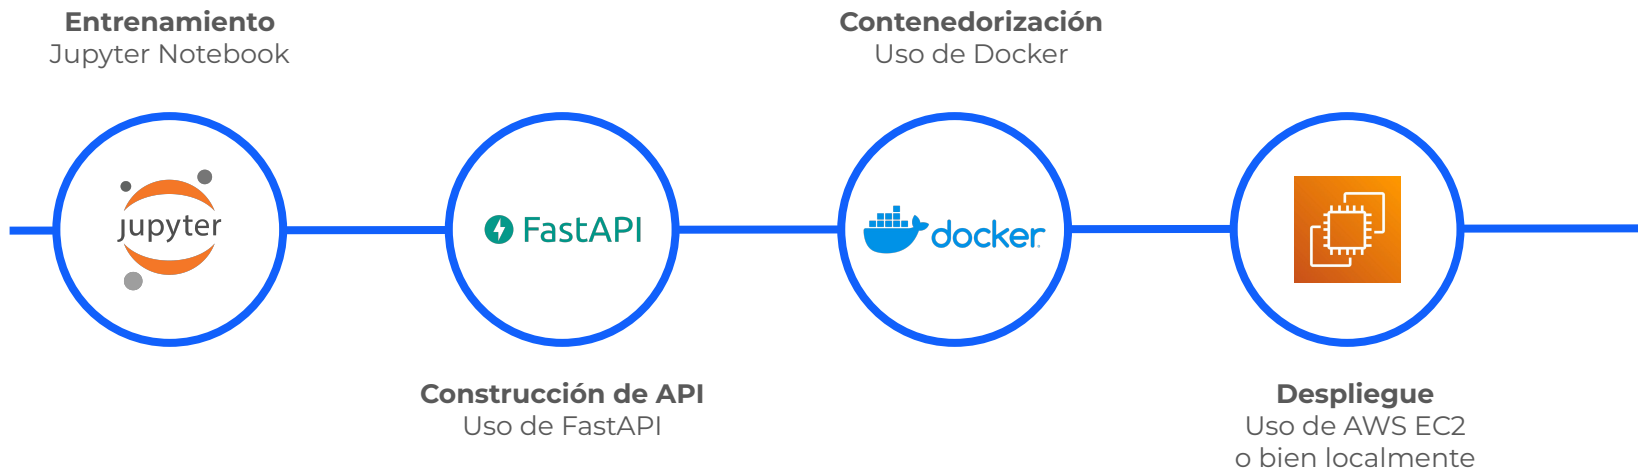 Entrenamiento
Jupyter Notebook
Contenedorización
Uso de Docker
jupyter
FastAPI
docker
Construcción de API
Uso de FastAPI
Despliegue
Uso de AWS EC2
o bien localmente